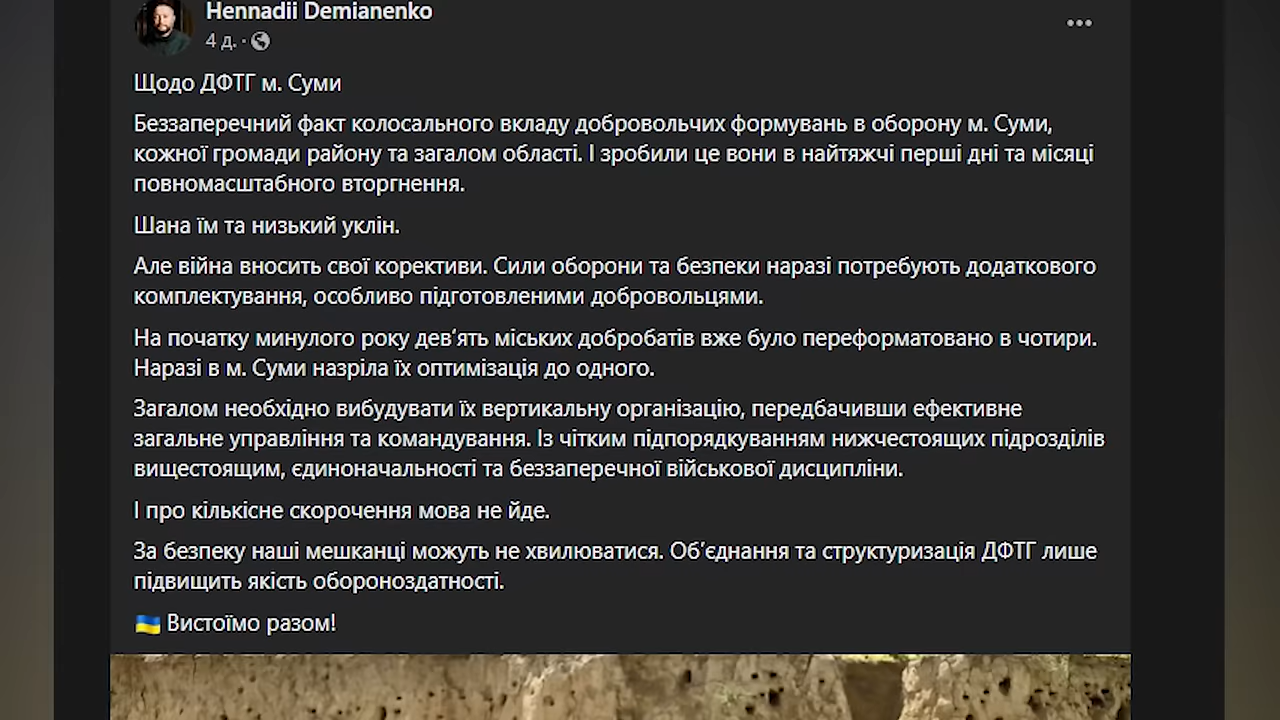 Hennadii Demianenko
4 д. ·
Щодо ДФТГ м. Суми
Беззаперечний факт колосального вкладу добровольчих формувань в оборону м. Суми,
кожної громади району та загалом області. І зробили це вони в найтяжчі перші дні та місяці
повномасштабного вторгнення.
Шана їм та низький уклін.
Але війна вносить свої корективи. Сили оборони та безпеки наразі потребують додаткового
комплектування, особливо підготовленими добровольцями.
На початку минулого року дев‘ять міських добробатів вже було переформатовано в чотири.
Наразі в м. Суми назріла їх оптимізація до одного.
Загалом необхідно вибудувати їх вертикальну організацію, передбачивши ефективне
загальне управління та командування. Із чітким підпорядкуванням нижчестоящих підрозділів
вищестоящим, єдиноначальності та беззаперечної військової дисципліни.
І про кількісне скорочення мова не йде.
За безпеку наші мешканці можуть не хвилюватися. Об’єднання та структуризація ДФТГ лише
підвищить якість обороноздатності.
🇺🇦 Вистоїмо разом!